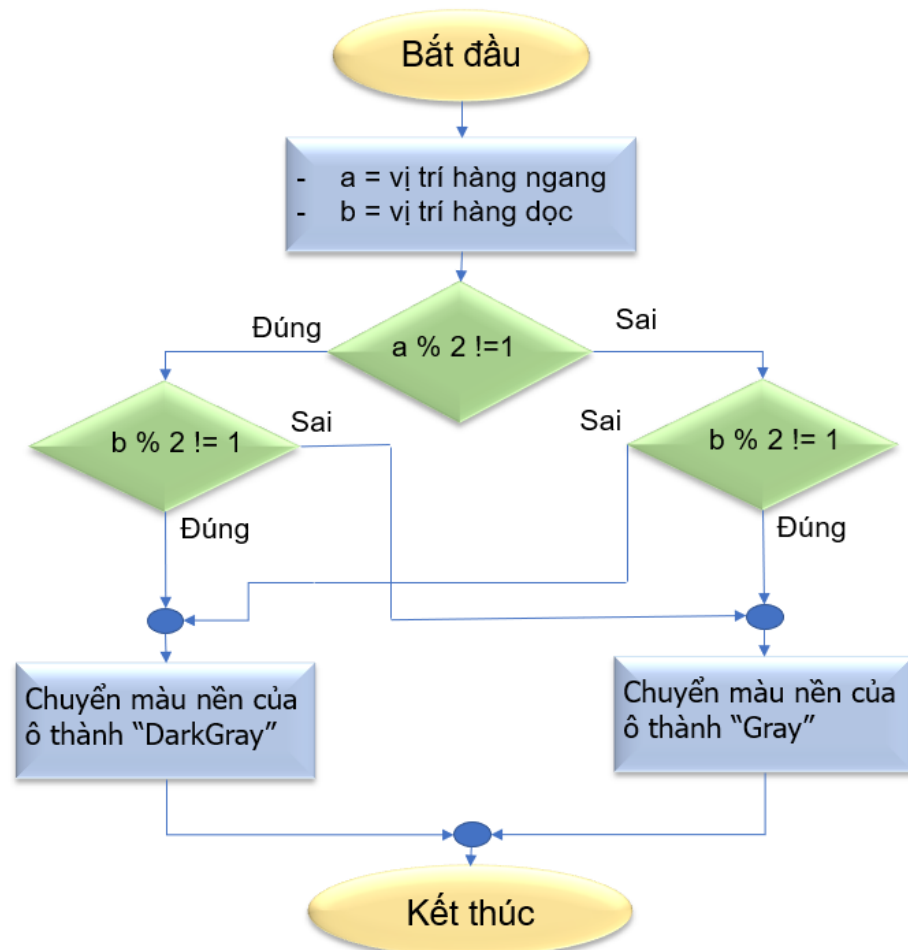 Bắt đầu
- a = vị trí hàng ngang
- b = vị trí hàng dọc
Đúng
Sai
a % 2 !=1
Sai
Sai
b % 2 != 1
b % 2 != 1
Đúng
Đúng
Chuyển màu nền của
ô thành “DarkGray”
Chuyển màu nền của
ô thành “Gray”
Kết thúc